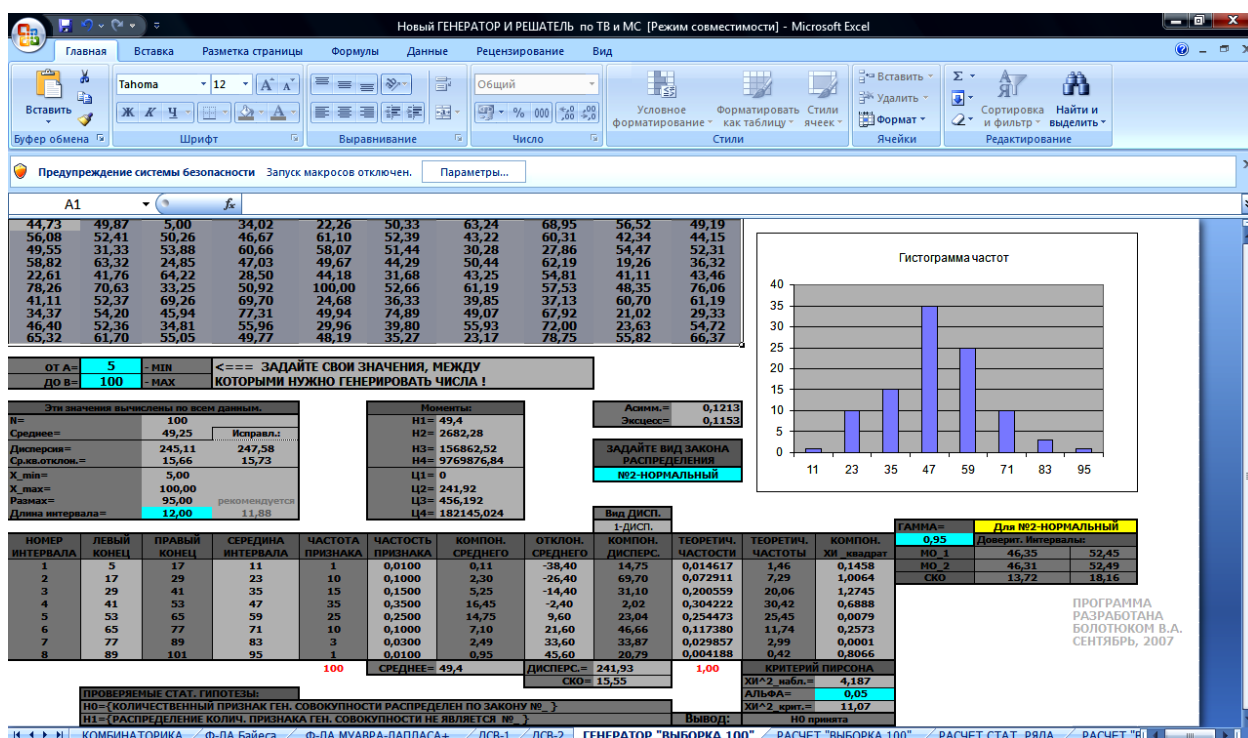 Новый ГЕНЕРАТОР И РЕШАТЕЛЬ по ТВ и МС [Режим совместимости] - Microsoft Excel
Главная Вставка Разметка страницы Формулы Данные Рецензирование Вид
Вставить
Tahoma 12
Ж К Ч
Общий
% 000
Условное форматирование
Форматировать как таблицу
Стили ячеек
Вставить
Удалить
Формат
Сортировка и фильтр
Найти и выделить
Буфер обмена Шрифт Выравнивание Число Стили Ячейки Редактирование
Предупреждение системы безопасности Запуск макросов отключен. Параметры...
A1 fx
44,73 49,87 5,00 34,02 22,26 50,33 63,24 68,95 56,52 49,19
56,08 52,41 50,26 46,67 61,10 52,39 43,22 60,31 42,34 44,15
49,55 31,33 53,88 60,66 58,07 51,44 30,28 27,86 54,47 52,31
58,82 63,32 24,85 47,03 49,67 44,29 50,44 62,19 19,26 36,32
22,61 41,76 64,22 28,50 44,18 31,68 43,25 54,81 41,11 43,46
78,26 70,63 33,25 50,92 100,00 52,66 61,19 57,53 48,35 76,06
41,11 52,37 69,26 69,70 24,68 36,33 39,85 37,13 60,70 61,19
34,37 54,20 45,94 77,31 49,94 74,89 49,07 67,92 21,02 29,33
46,40 52,36 34,81 55,96 29,96 39,80 55,93 72,00 23,63 54,72
65,32 61,70 55,05 49,77 48,19 35,27 23,17 78,75 55,82 66,37
Гистограмма частот
40
35
30
25
20
15
10
5
0
11 23 35 47 59 71 83 95
ОТ А= 5 - MIN <=== ЗАДАЙТЕ СВОИ ЗНАЧЕНИЯ, МЕЖДУ
ДО В= 100 - MAX КОТОРЫМИ НУЖНО ГЕНЕРИРОВАТЬ ЧИСЛА !
Эти значения вычислены по всем данным.
N= 100
Среднее= 49,25 Исправл.:
Дисперсия= 245,11 247,58
Ср.кв.отклон.= 15,66 15,73
X_min= 5,00
X_max= 100,00
Размах= 95,00 рекомендуется
Длина интервала= 12,00 11,88
Моменты:
Н1= 49,4
Н2= 2682,28
Н3= 156862,52
Н4= 9769876,84
Ц1= 0
Ц2= 241,92
Ц3= 456,192
Ц4= 182145,024
Асимм.= 0,1213
Эксцесс= 0,1153
ЗАДАЙТЕ ВИД ЗАКОНА
РАСПРЕДЕЛЕНИЯ
№2-НОРМАЛЬНЫЙ
Вид ДИСП.
1-ДИСП.
НОМЕР ИНТЕРВАЛА ЛЕВЫЙ КОНЕЦ ПРАВЫЙ КОНЕЦ СЕРЕДИНА ИНТЕРВАЛА ЧАСТОТА ПРИЗНАКА ЧАСТОСТЬ ПРИЗНАКА КОМПОН. СРЕДНЕГО ОТКЛОН. СРЕДНЕГО КОМПОН. ДИСПЕРС. ТЕОРЕТИЧ. ЧАСТОСТИ ТЕОРЕТИЧ. ЧАСТОТЫ КОМПОН. ХИ _квадрат
1 5 17 11 1 0,0100 0,11 -38,40 14,75 0,014617 1,46 0,1458
2 17 29 23 10 0,1000 2,30 -26,40 69,70 0,072911 7,29 1,0064
3 29 41 35 15 0,1500 5,25 -14,40 31,10 0,200559 20,06 1,2745
4 41 53 47 35 0,3500 16,45 -2,40 2,02 0,304222 30,42 0,6888
5 53 65 59 25 0,2500 14,75 9,60 23,04 0,254473 25,45 0,0079
6 65 77 71 10 0,1000 7,10 21,60 46,66 0,117380 11,74 0,2573
7 77 89 83 3 0,0300 2,49 33,60 33,87 0,029857 2,99 0,0001
8 89 101 95 1 0,0100 0,95 45,60 20,79 0,004188 0,42 0,8066
100 СРЕДНЕЕ= 49,4 ДИСПЕРС.= 241,93 1,00 КРИТЕРИЙ ПИРСОНА
СКО= 15,55 ХИ^2_набл.= 4,187
АЛЬФА= 0,05
ХИ^2_крит.= 11,07
Вывод: Н0 принята
ГАММА= Для №2-НОРМАЛЬНЫЙ
0,95 Доверит. Интервалы:
МО_1 46,35 52,45
МО_2 46,31 52,49
СКО 13,72 18,16
ПРОГРАММА
РАЗРАБОТАНА
БОЛОТЮКОМ В.А.
СЕНТЯБРЬ, 2007
ПРОВЕРЯЕМЫЕ СТАТ. ГИПОТЕЗЫ:
Н0={КОЛИЧЕСТВЕННЫЙ ПРИЗНАК ГЕН. СОВОКУПНОСТИ РАСПРЕДЕЛЕН ПО ЗАКОНУ №_ }
Н1={РАСПРЕДЕЛЕНИЕ КОЛИЧ. ПРИЗНАКА ГЕН. СОВОКУПНОСТИ НЕ ЯВЛЯЕТСЯ №_ }
КОМБИНАТОРИКА Ф-ЛА Байеса Ф-ЛА МУАВРА-ЛАПЛАСА+ ДСВ-1 ДСВ-2 ГЕНЕРАТОР "ВЫБОРКА 100" РАСЧЕТ "ВЫБОРКА 100" РАСЧЕТ СТАТ. РЯДА РАСЧЕТ "В